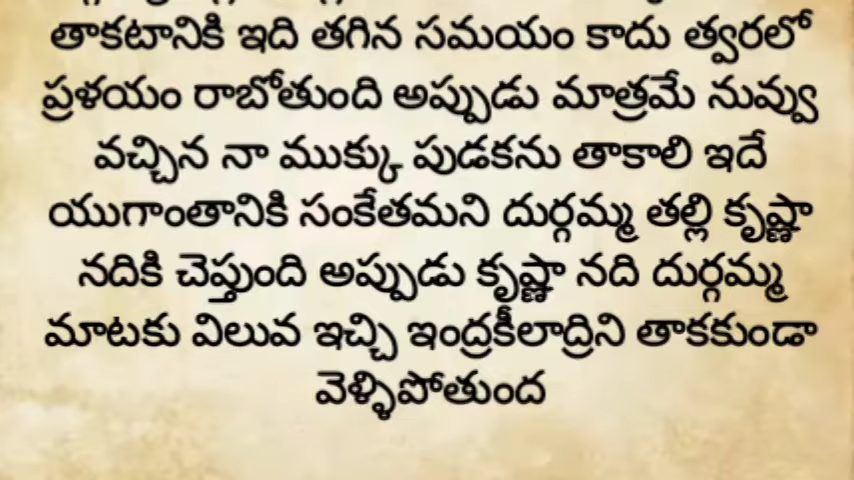 తాకటానికి ఇది తగిన సమయం కాదు త్వరలో
ప్రళయం రాబోతుంది అప్పుడు మాత్రమే నువ్వు
వచ్చిన నా ముక్కు పుడకను తాకాలి ఇదే
యుగాంతానికి సంకేతమని దుర్గమ్మ తల్లి కృష్ణా
నదికి చెప్తుంది అప్పుడు కృష్ణా నది దుర్గమ్మ
మాటకు విలువ ఇచ్చి ఇంద్రకీలాద్రిని తాకకుండా
వెళ్ళిపోతుంద